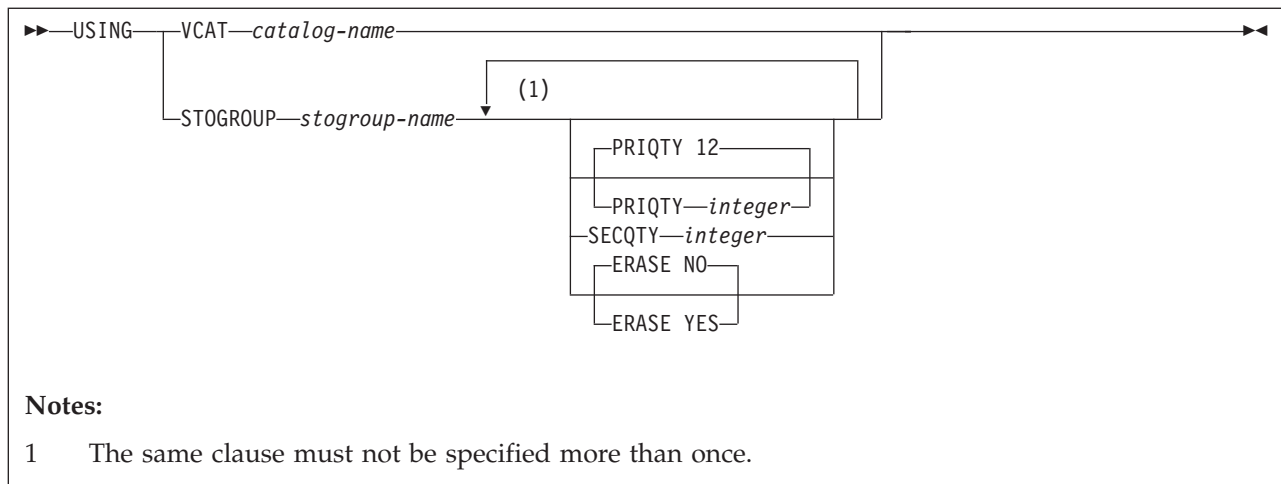 USING VCAT catalog-name
(1)
STOGROUP stogroup-name
PRIQTY 12
PRIQTY integer
SECQTY integer
ERASE NO
ERASE YES
Notes:
1 The same clause must not be specified more than once.